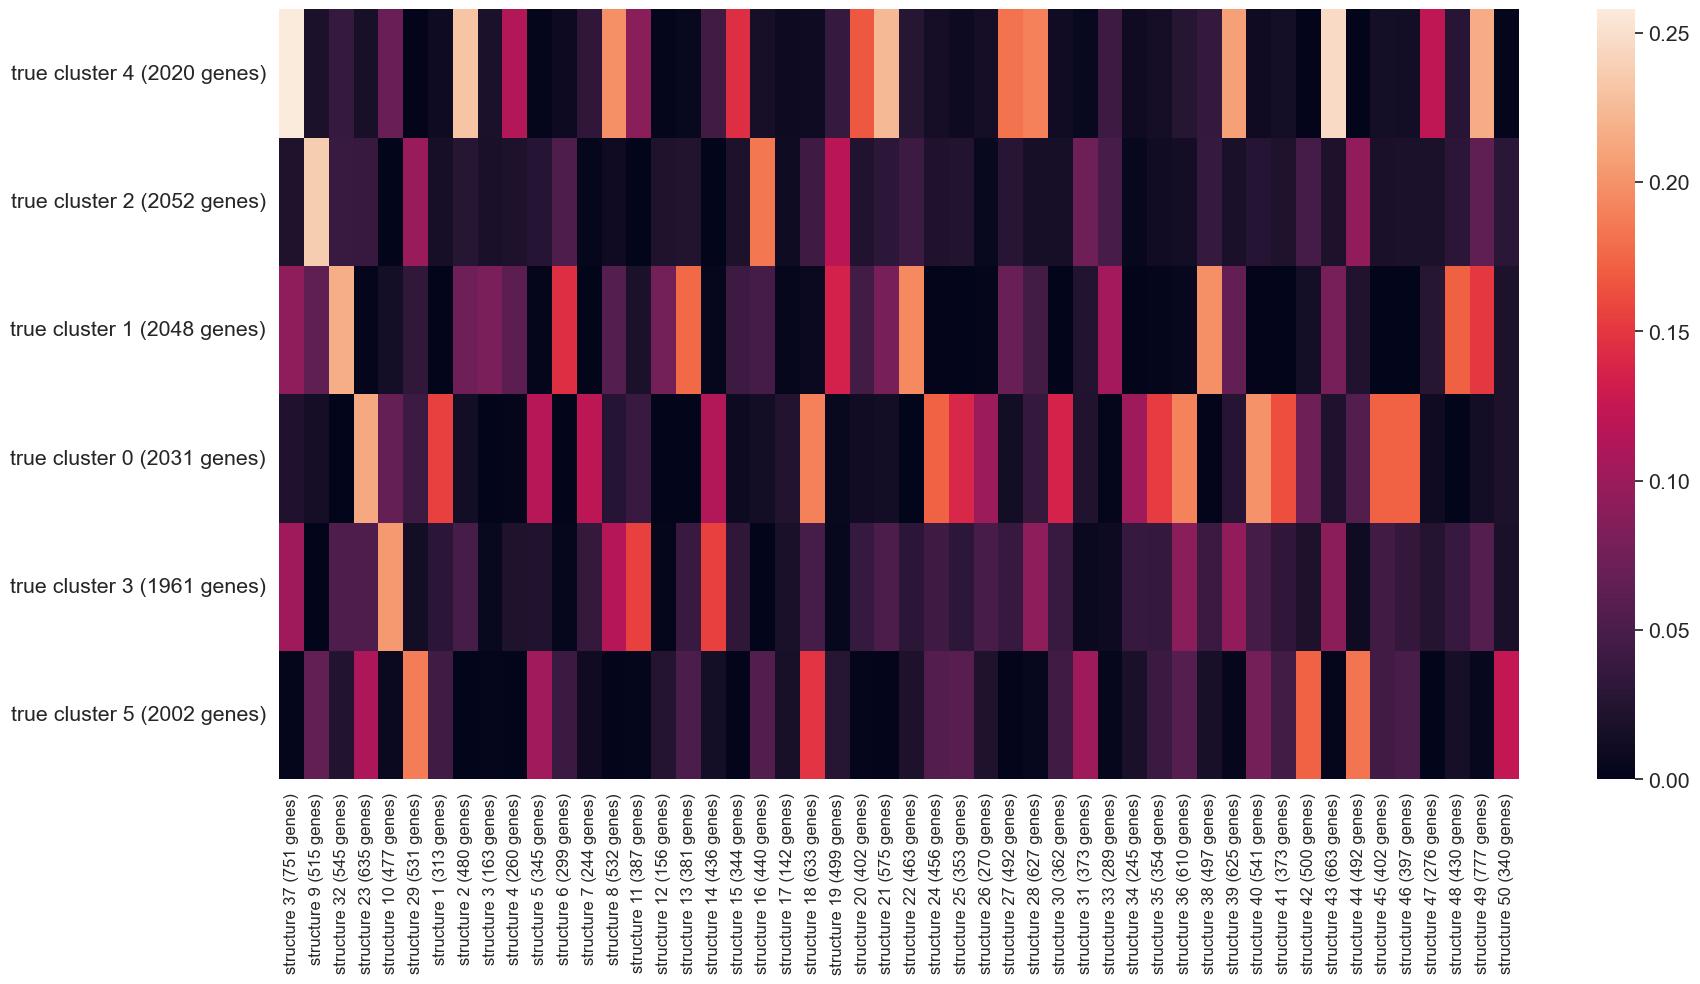 true cluster 4 (2020 genes)
true cluster 2 (2052 genes)
true cluster 1 (2048 genes)
true cluster 0 (2031 genes)
true cluster 3 (1961 genes)
true cluster 5 (2002 genes)
0.25
0.20
0.15
0.10
0.05
0.00
structure 37 (751 genes)
structure 9 (515 genes)
structure 32 (545 genes)
structure 23 (635 genes)
structure 10 (477 genes)
structure 29 (531 genes)
structure 1 (313 genes)
structure 2 (480 genes)
structure 3 (163 genes)
structure 4 (260 genes)
structure 5 (345 genes)
structure 6 (299 genes)
structure 7 (244 genes)
structure 8 (532 genes)
structure 11 (387 genes)
structure 12 (156 genes)
structure 13 (381 genes)
structure 14 (436 genes)
structure 15 (344 genes)
structure 16 (440 genes)
structure 17 (142 genes)
structure 18 (633 genes)
structure 19 (499 genes)
structure 20 (402 genes)
structure 21 (575 genes)
structure 22 (463 genes)
structure 24 (456 genes)
structure 25 (353 genes)
structure 26 (270 genes)
structure 27 (492 genes)
structure 28 (627 genes)
structure 30 (362 genes)
structure 31 (373 genes)
structure 33 (289 genes)
structure 34 (245 genes)
structure 35 (354 genes)
structure 36 (610 genes)
structure 38 (497 genes)
structure 39 (625 genes)
structure 40 (541 genes)
structure 41 (373 genes)
structure 42 (500 genes)
structure 43 (663 genes)
structure 44 (492 genes)
structure 45 (402 genes)
structure 46 (397 genes)
structure 47 (276 genes)
structure 48 (430 genes)
structure 49 (777 genes)
structure 50 (340 genes)